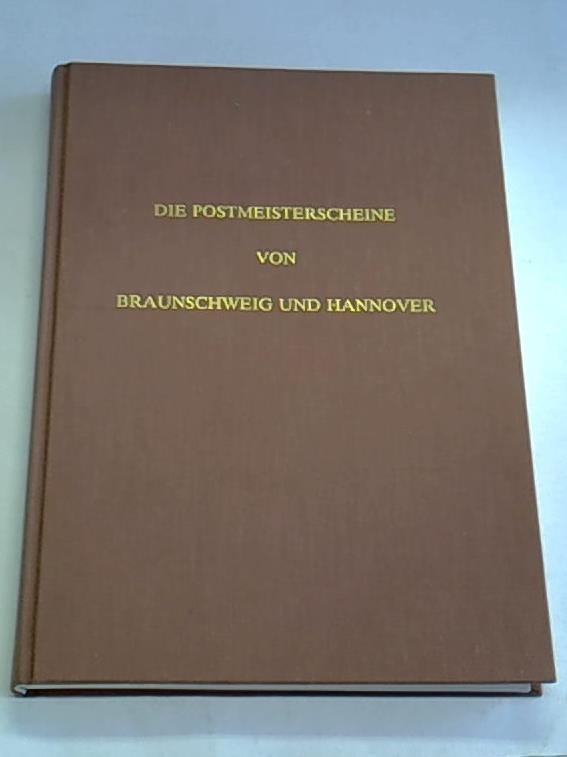 DIE POSTMEISTERSCHEINE
VON
BRAUNSCHWEIG UND HANNOVER